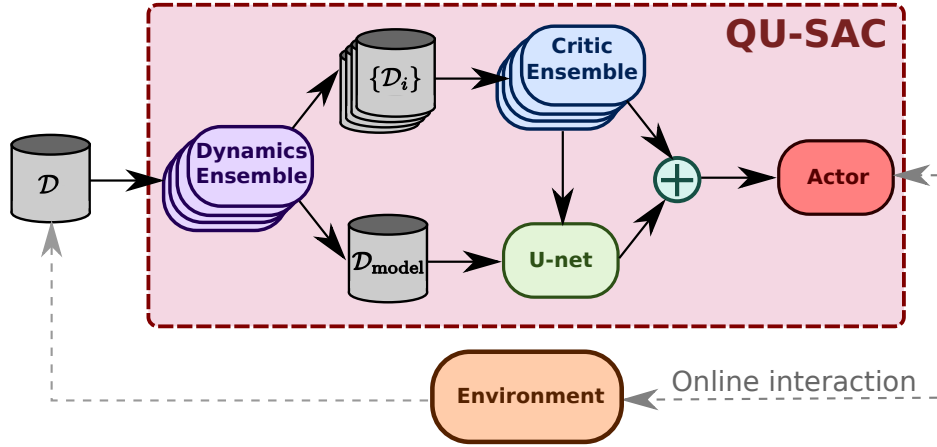 QU-SAC
Critic
Ensemble
{𝒟ᵢ}
Dynamics
Ensemble
𝒟
Actor
𝒟model
U-net
Online interaction
Environment